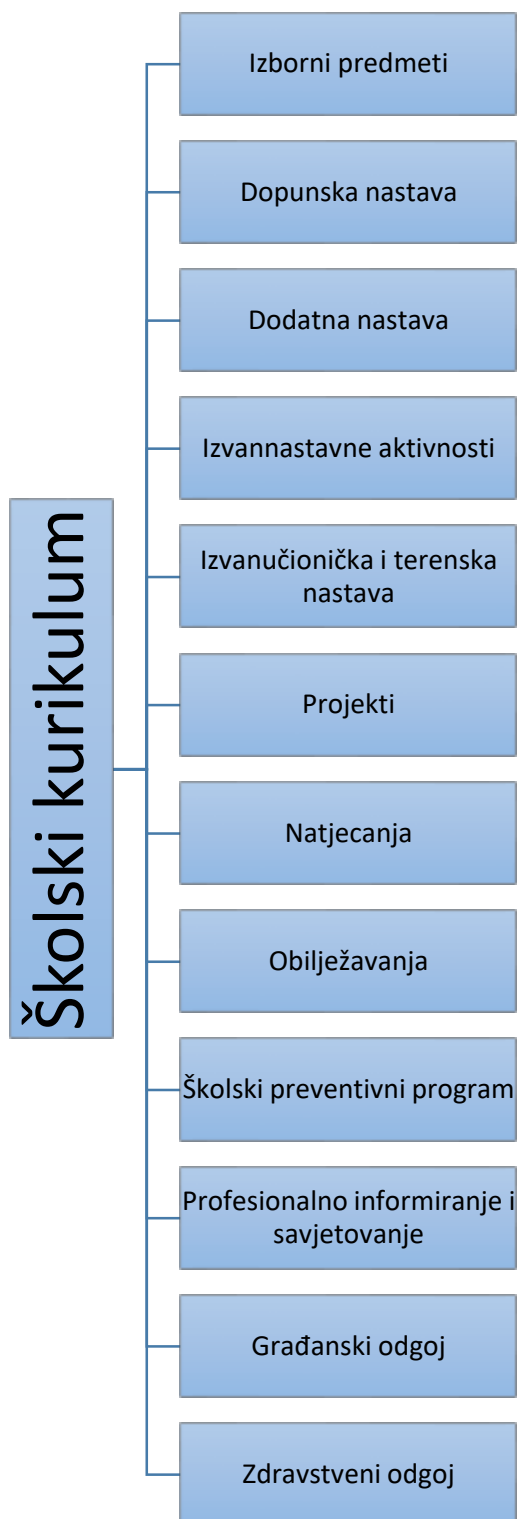 Školski kurikulum
Izborni predmeti
Dopunska nastava
Dodatna nastava
Izvannastavne aktivnosti
Izvanučionička i terenska
nastava
Projekti
Natjecanja
Obilježavanja
Školski preventivni program
Profesionalno informiranje i
savjetovanje
Građanski odgoj
Zdravstveni odgoj